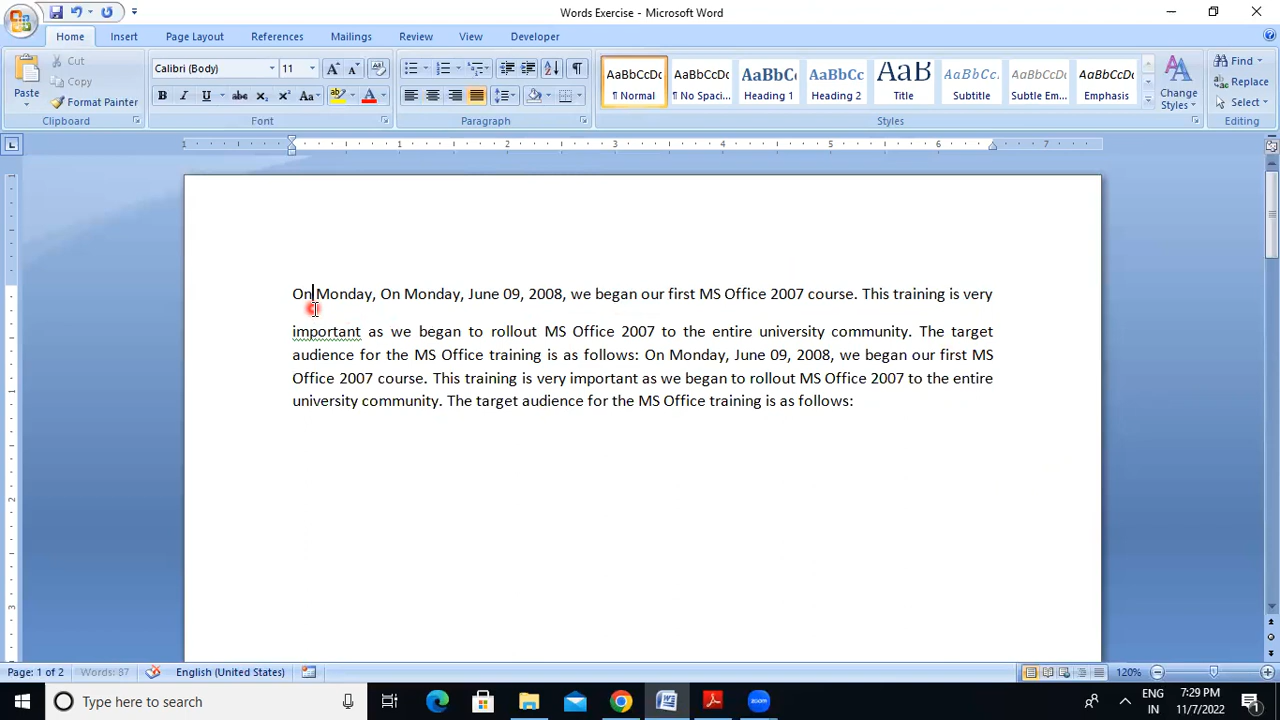 Words Exercise - Microsoft Word
Home Insert Page Layout References Mailings Review View Developer
Paste
Cut
Copy
Format Painter
Clipboard
Calibri (Body) 11
Font
Paragraph
AaBbCcDc AaBbCcDc AaBbCc AaBbCc AaB AaBbCc. AaBbCcDc AaBbCcDc
¶ Normal ¶ No Spaci... Heading 1 Heading 2 Title Subtitle Subtle Em... Emphasis
Change Styles
Styles
Find
Replace
Select
Editing
1 1 2 3 4 5 6 7
On Monday, On Monday, June 09, 2008, we began our first MS Office 2007 course. This training is very
important as we began to rollout MS Office 2007 to the entire university community. The target
audience for the MS Office training is as follows: On Monday, June 09, 2008, we began our first MS
Office 2007 course. This training is very important as we began to rollout MS Office 2007 to the entire
university community. The target audience for the MS Office training is as follows:
Page: 1 of 2 Words: 87 English (United States) 120%
Type here to search
ENG
IN
7:29 PM
11/7/2022